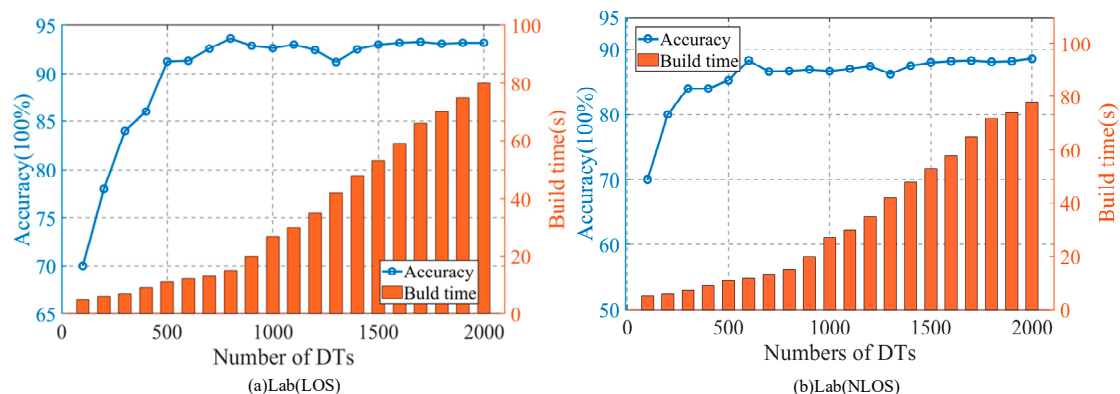 95
90
85
80
75
70
65
Accuracy(100%)
100
80
60
40
20
0
Build time(s)
Accuracy
Buld time
0
500
1000
1500
2000
Number of DTs
(a)Lab(LOS)
95
90
80
70
60
50
Accuracy(100%)
100
80
60
40
20
0
Build time(s)
Accuracy
Build time
0
500
1000
1500
2000
Numbers of DTs
(b)Lab(NLOS)